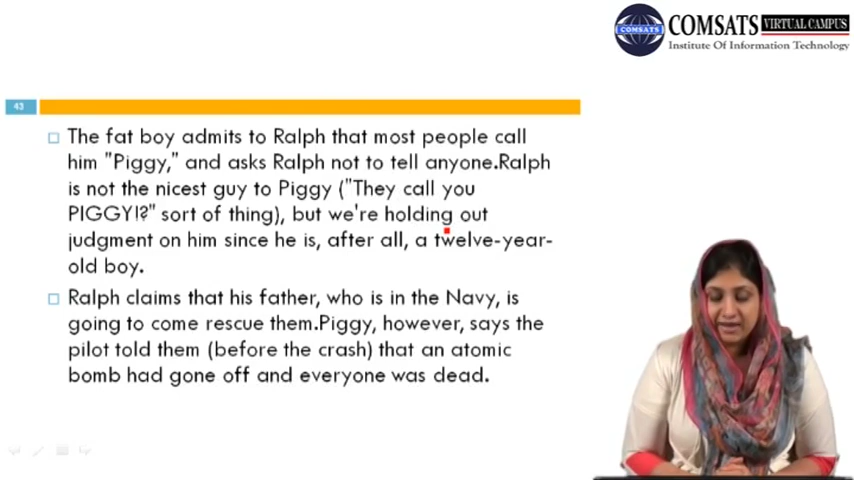 COMSATS
COMSATS VIRTUAL CAMPUS
Institute Of Information Technology
43
The fat boy admits to Ralph that most people call
him "Piggy," and asks Ralph not to tell anyone.Ralph
is not the nicest guy to Piggy ("They call you
PIGGY!?" sort of thing), but we're holding out
judgment on him since he is, after all, a twelve-year-
old boy.
Ralph claims that his father, who is in the Navy, is
going to come rescue them.Piggy, however, says the
pilot told them (before the crash) that an atomic
bomb had gone off and everyone was dead.